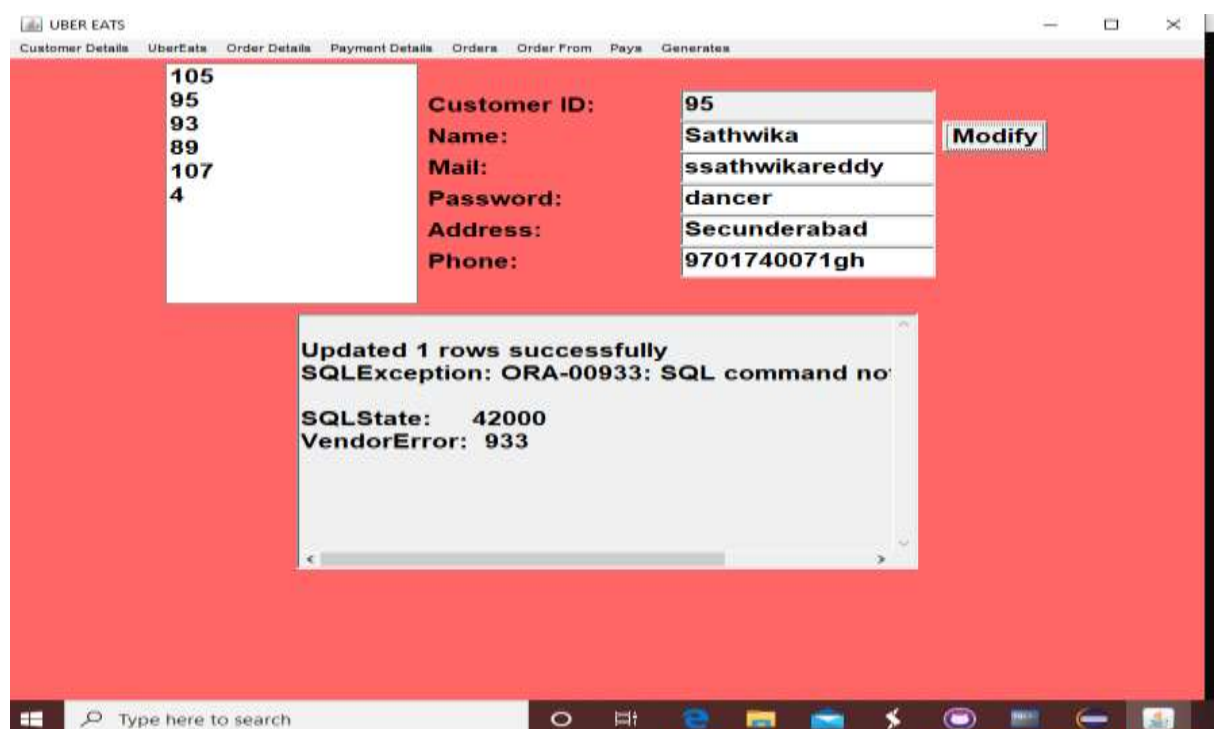 UBER EATS
Customer Details UberEats Order Details Payment Details Orders Order From Pays Generates
105
95
93
89
107
4
Customer ID: 95
Name: Sathwika
Modify
Mail: ssathwikareddy
Password: dancer
Address: Secunderabad
Phone: 9701740071gh
Updated 1 rows successfully
SQLException: ORA-00933: SQL command no
SQLState: 42000
VendorError: 933
Type here to search